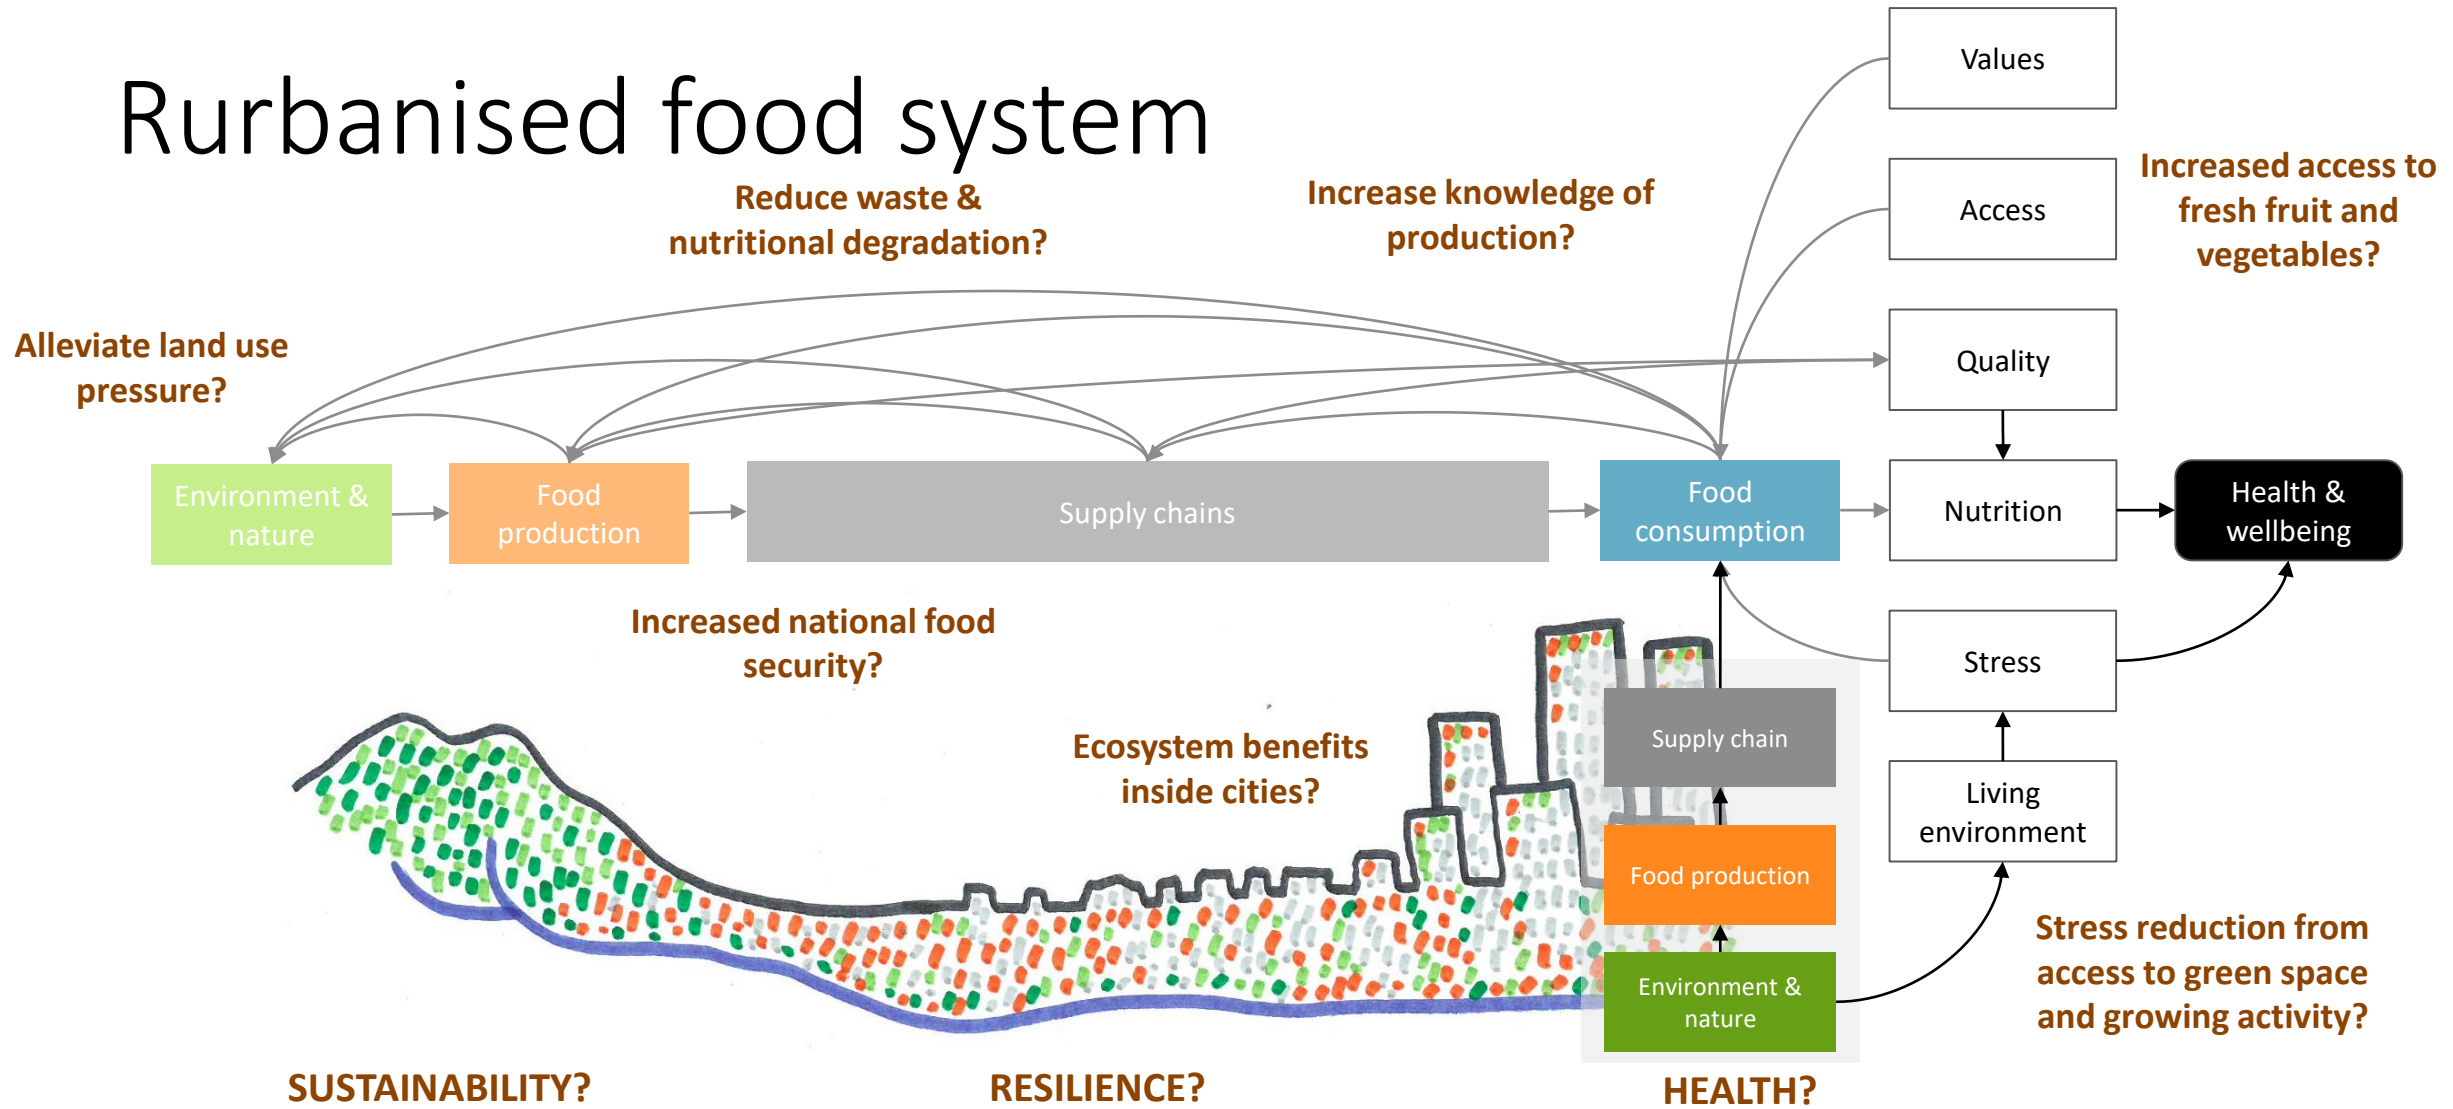 Rurbanised food system
Values
Reduce waste &
nutritional degradation?
Increase knowledge of
production?
Access
Increased access to
fresh fruit and
vegetables?
Alleviate land use
pressure?
Quality
Environment &
nature
Food
production
Supply chains
Food
consumption
Nutrition
Health &
wellbeing
Increased national food
security?
Stress
Ecosystem benefits
inside cities?
Supply chain
Living
environment
Food production
Environment &
nature
Stress reduction from
access to green space
and growing activity?
SUSTAINABILITY?
RESILIENCE?
HEALTH?